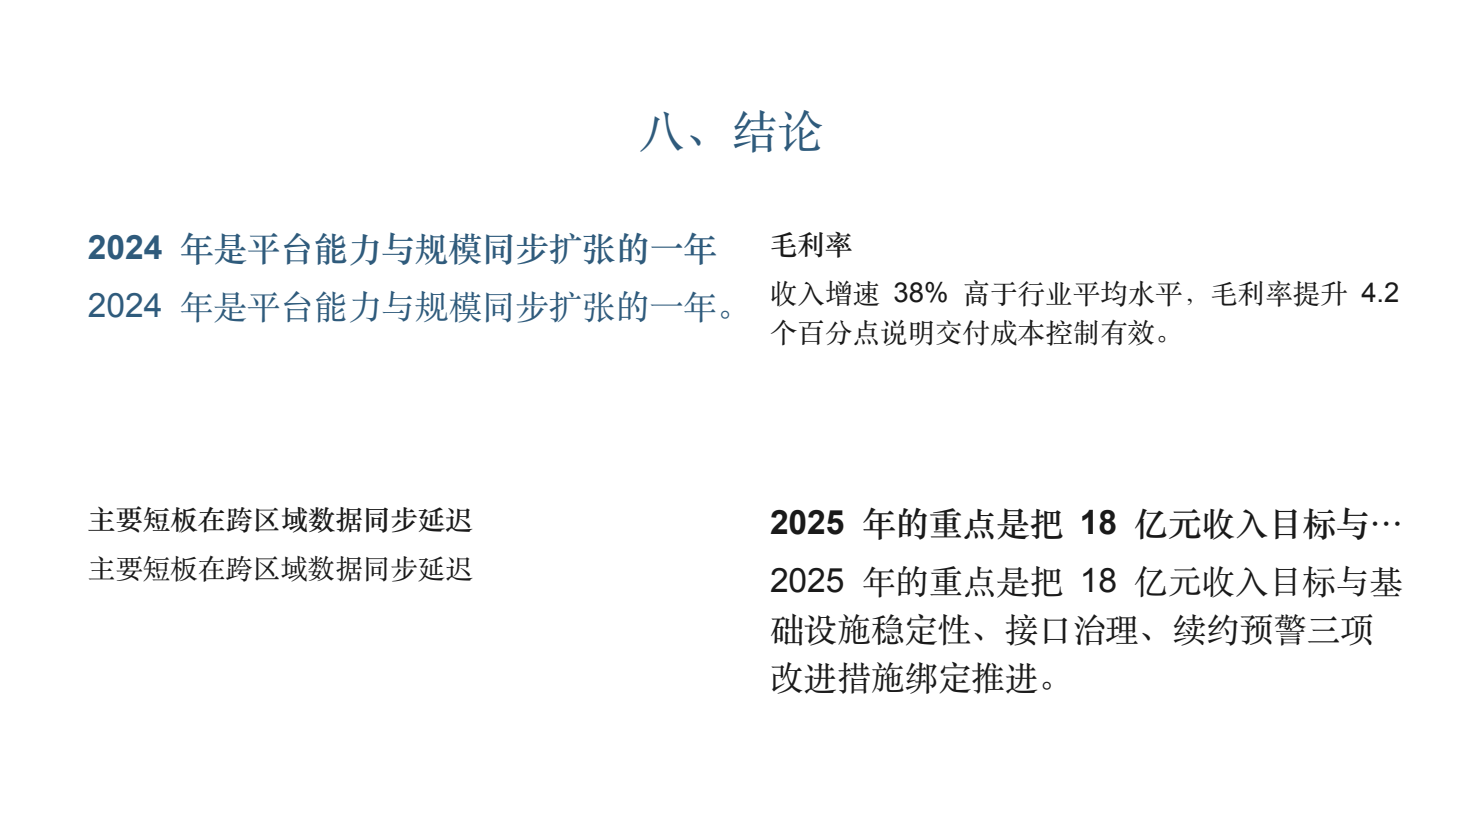 八、结论
2024 年是平台能力与规模同步扩张的一年
2024 年是平台能力与规模同步扩张的一年。
毛利率
收入增速 38% 高于行业平均水平，毛利率提升 4.2
个百分点说明交付成本控制有效。
主要短板在跨区域数据同步延迟
主要短板在跨区域数据同步延迟
2025 年的重点是把 18 亿元收入目标与…
2025 年的重点是把 18 亿元收入目标与基
础设施稳定性、接口治理、续约预警三项
改进措施绑定推进。